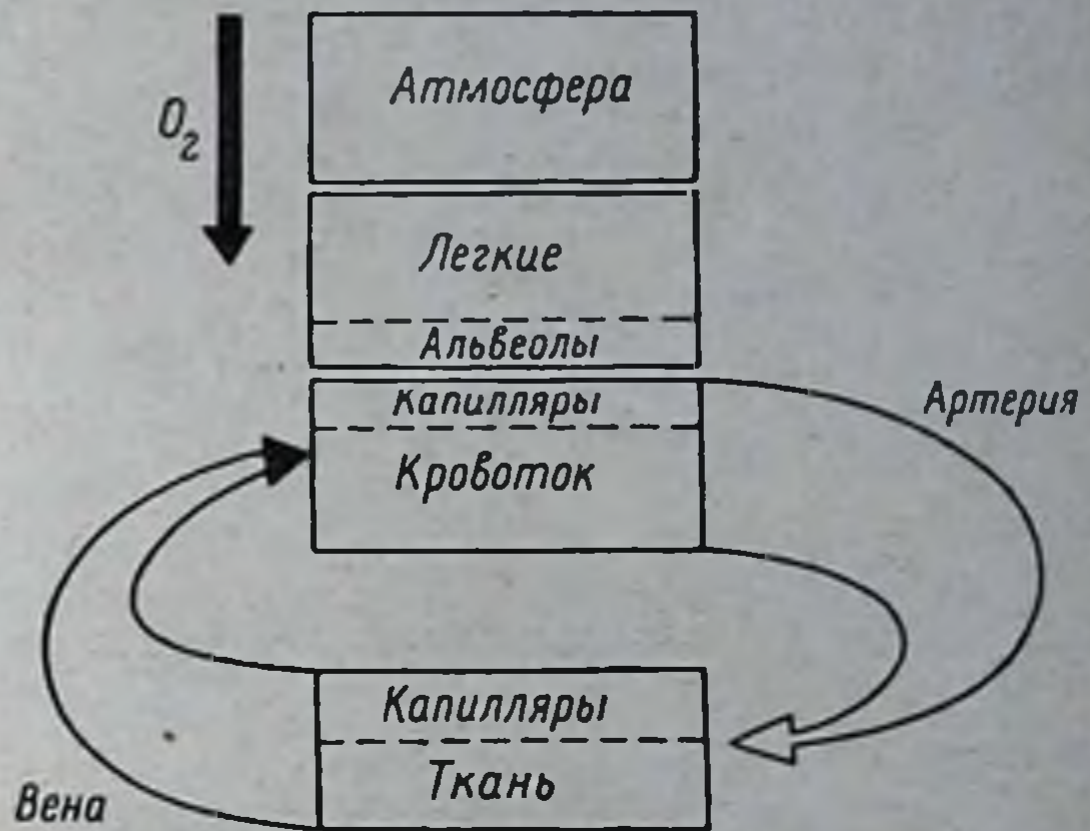 Атмосфера
O₂
Легкие
Альвеолы
Капилляры
Артерия
Кровоток
Капилляры
Ткань
Вена